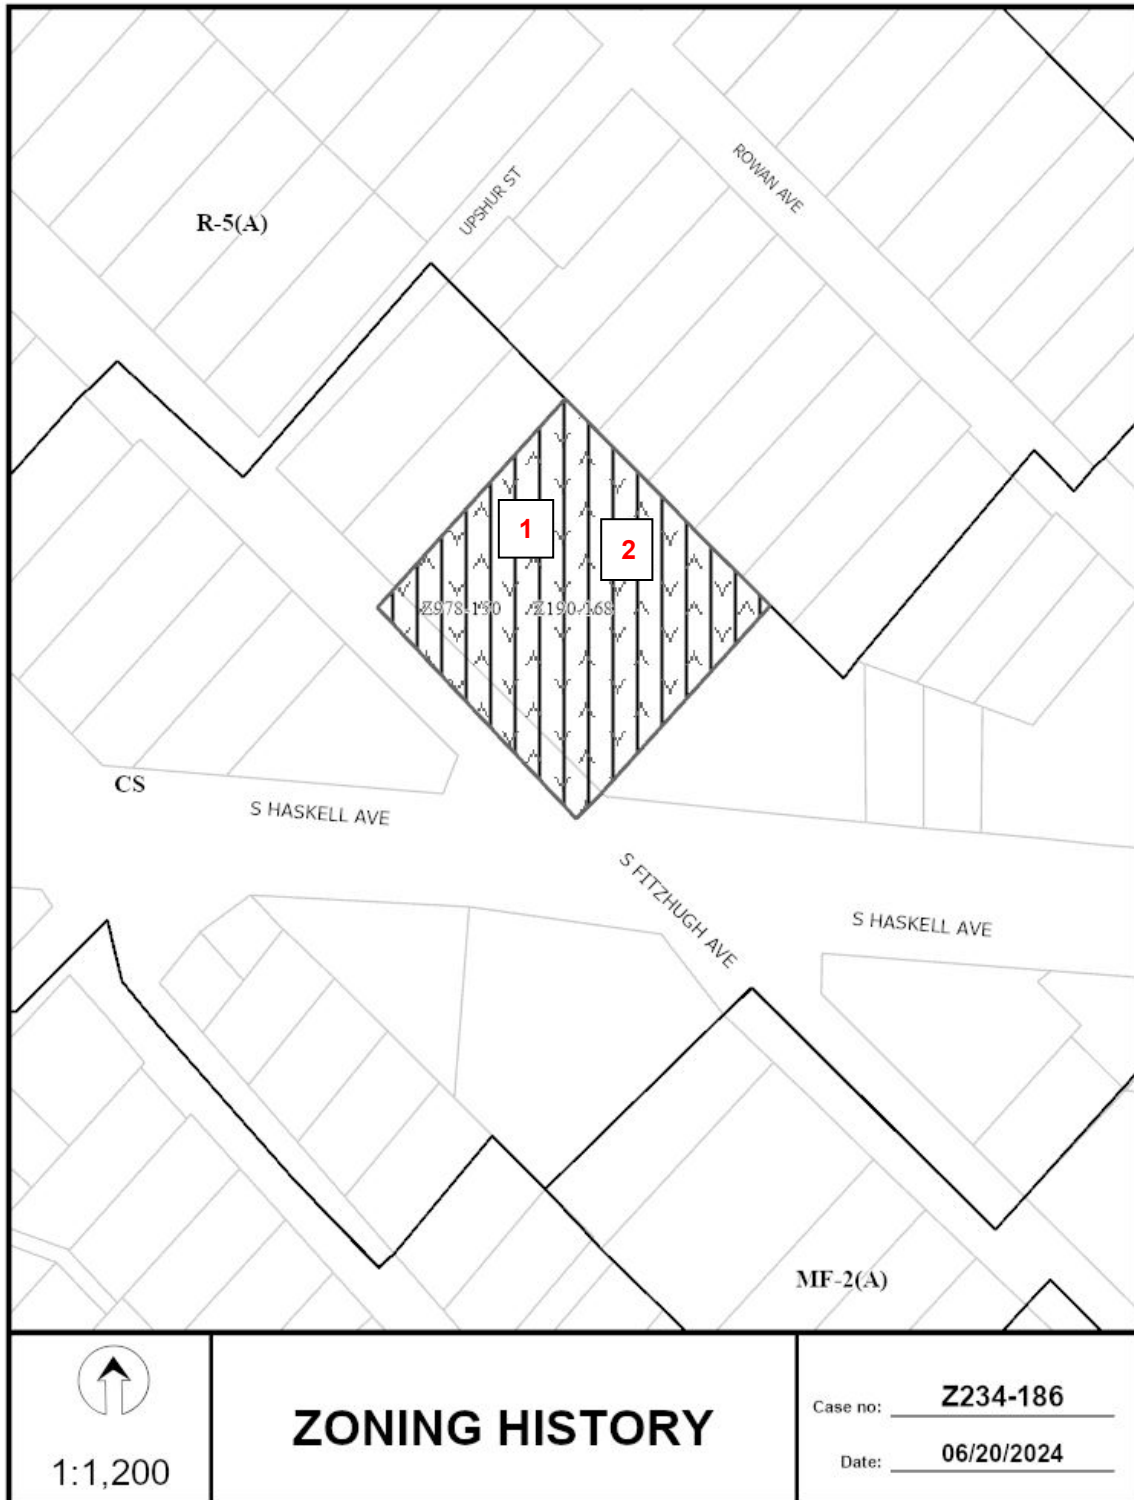 ROWAN AVE
UPSHUR ST
R-5(A)
1
2
Z978-150
Z190-168
CS
S HASKELL AVE
S FITZHUGH AVE
S HASKELL AVE
MF-2(A)
1:1,200
ZONING HISTORY
Case no: Z234-186
Date: 06/20/2024